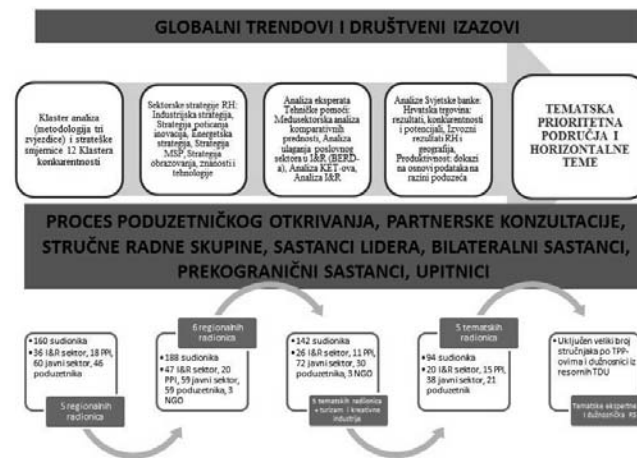 GLOBALNI TRENDOVI I DRUŠTVENI IZAZOVI
Klaster analiza
(metodologija tri
zvjezdice) i strateške
smjernice 12 Klastera
konkurentnosti
Sektorske strategije RH:
Industrijska strategija,
Strategija poticanja
inovacija, Energetska
strategija, Strategija
MSP, Strategija
obrazovanja, znanosti i
tehnologije
Analiza eksperata
Tehničke pomoći:
Međusektorska analiza
komparativnih
prednosti, Analiza
ulaganja poslovnog
sektora u I&R (BERD-
a), Analiza KET-ova,
Analiza I&R
Analize Svjetske banke:
Hrvatska trgovina:
rezultati, konkurentnosti
i potencijali, Izvozni
rezultati RH i
geografija,
Produktivnost: dokazi
na osnovi podataka na
razini poduzeća
TEMATSKA
PRIORITETNA
PODRUČJA I
HORIZONTALNE
TEME
PROCES PODUZETNIČKOG OTKRIVANJA, PARTNERSKE KONZULTACIJE,
STRUČNE RADNE SKUPINE, SASTANCI LIDERA, BILATERALNI SASTANCI,
PREKOGRANIČNI SASTANCI, UPITNICI
•160 sudionika
•36 I&R sektor, 18 PPI,
60 javni sektor, 46
poduzetnika
5 regionalnih
radionica
6 regionalnih
radionica
•188 sudionika
•47 I&R sektor, 20
PPI, 59 javni sektor,
59 poduzetnika, 3
NGO
•142 sudionika
•26 I&R sektor, 11 PPI,
72 javni sektor, 30
poduzetnika, 3 NGO
5 tematskih radionica
+ turizam i kreativna
industrija
5 tematskih
radionica
•94 sudionika
•20 I&R sektor, 15 PPI,
38 javni sektor, 21
poduzetnik
•Uključen veliki broj
stručnjaka po TPP-
ovima i dužnosnici iz
resornih TDU
Tematske ekspertne
i dužnosnička RS